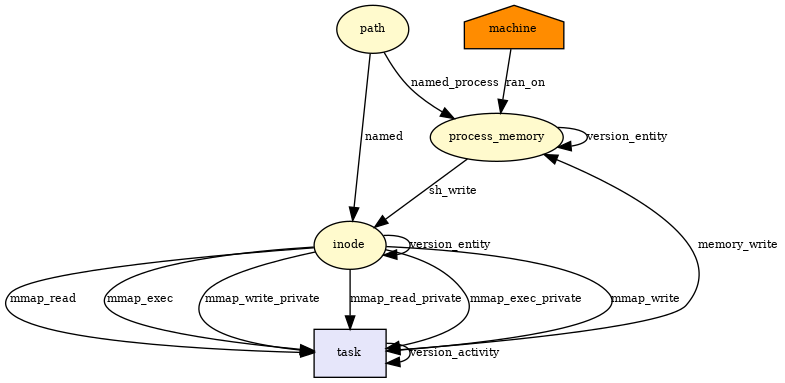 path
machine
named_process
ran_on
named
process_memory
version_entity
sh_write
inode
version_entity
memory_write
mmap_read
mmap_exec
mmap_write_private
mmap_read_private
mmap_exec_private
mmap_write
task
version_activity